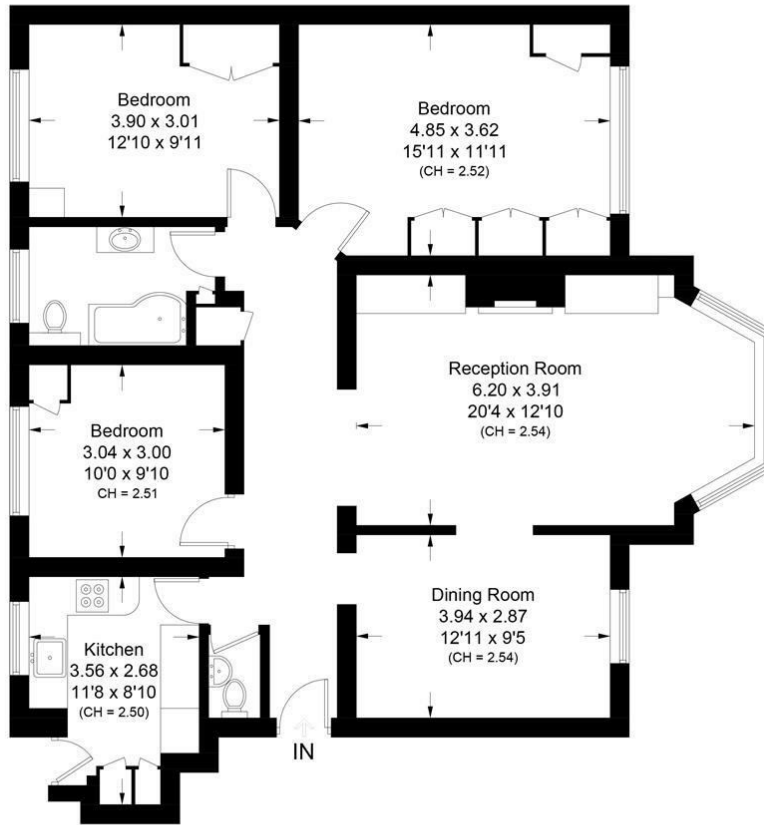 Bedroom
3.90 x 3.01
12'10 x 9'11
Bedroom
4.85 x 3.62
15'11 x 11'11
(CH = 2.52)
Reception Room
6.20 x 3.91
20'4 x 12'10
(CH = 2.54)
Bedroom
3.04 x 3.00
10'0 x 9'10
CH = 2.51
Dining Room
3.94 x 2.87
12'11 x 9'5
(CH = 2.54)
Kitchen
3.56 x 2.68
11'8 x 8'10
(CH = 2.50)
IN